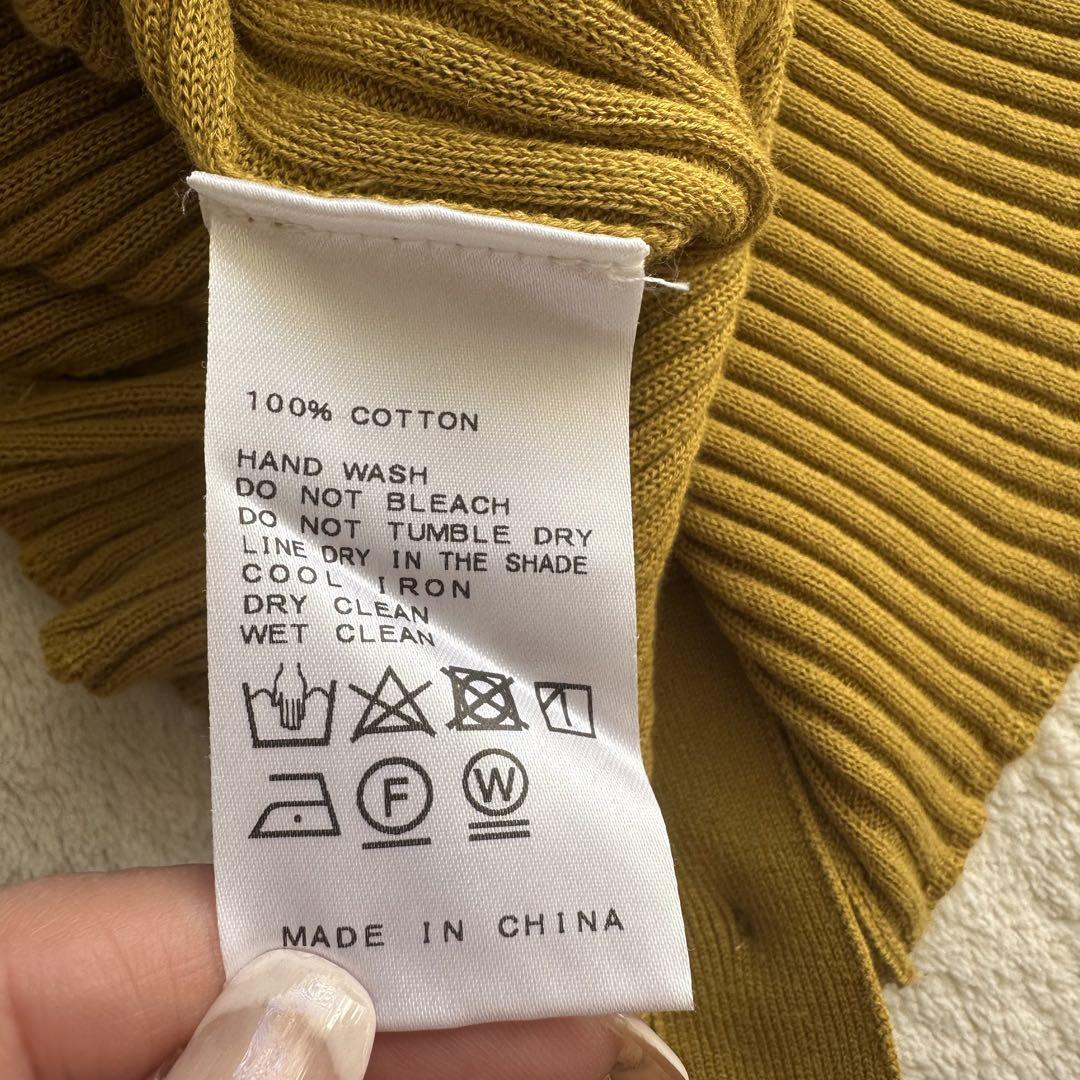 100% COTTON
HAND WASH
DO NOT BLEACH
DO NOT TUMBLE DRY
LINE DRY IN THE SHADE
COOL IRON
DRY CLEAN
WET CLEAN
F W
MADE IN CHINA